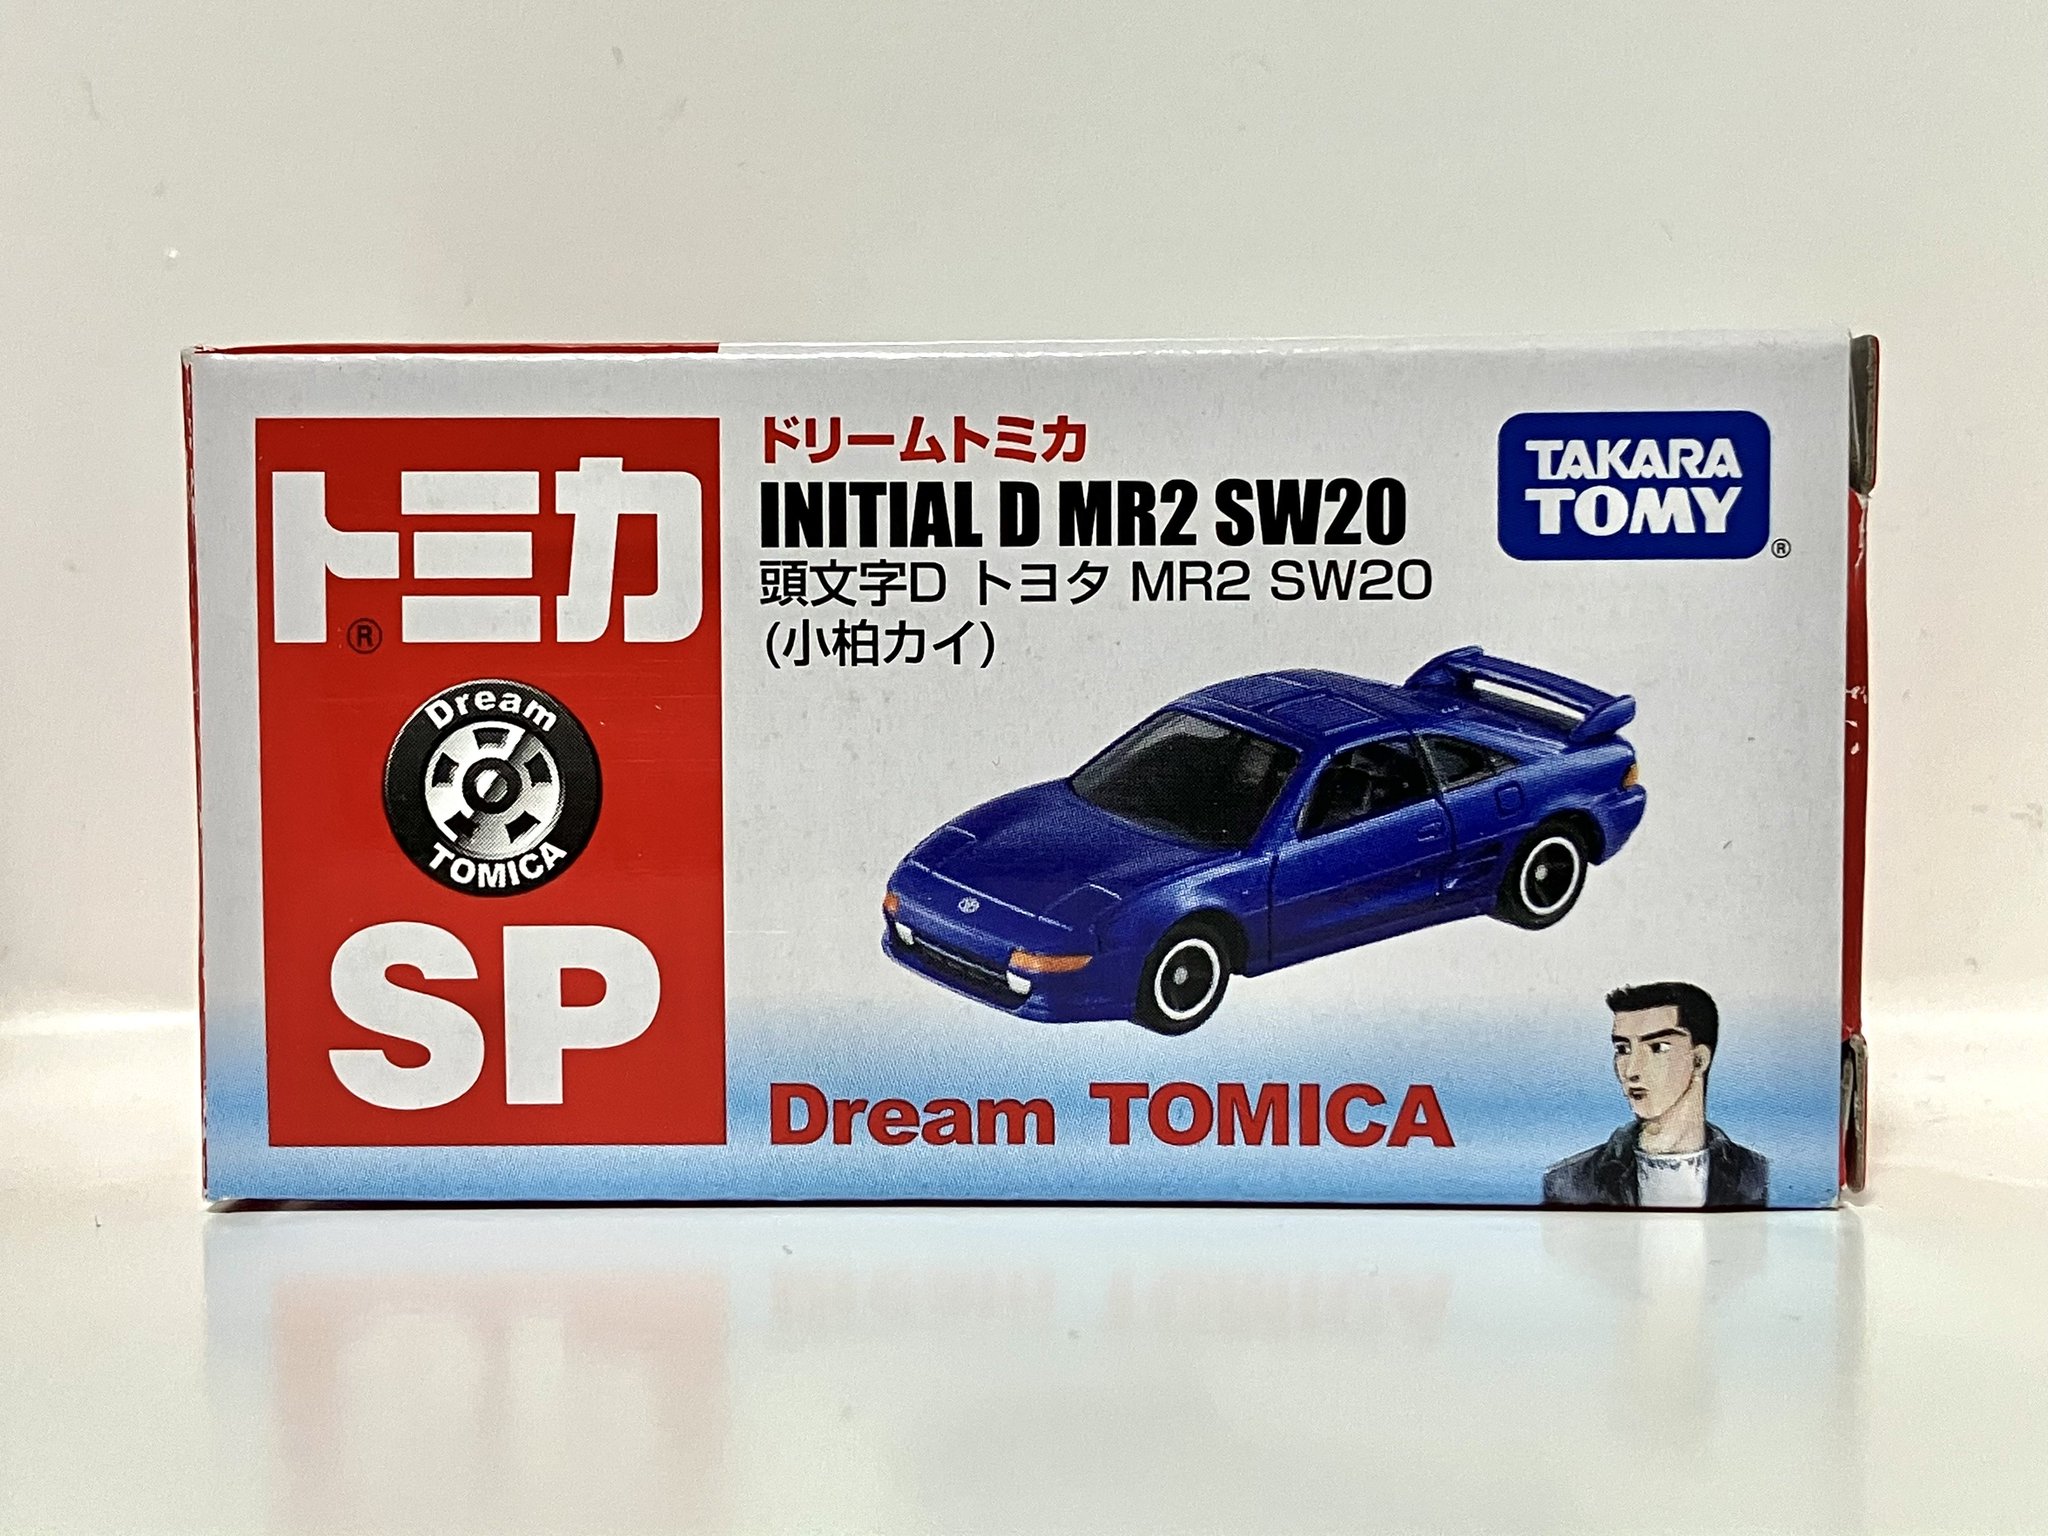 トミカ
®
Dream
TOMICA
SP
ドリームトミカ
INITIAL D MR2 SW20
頭文字D トヨタ MR2 SW20
(小柏カイ)
Dream TOMICA
TAKARA
TOMY
®